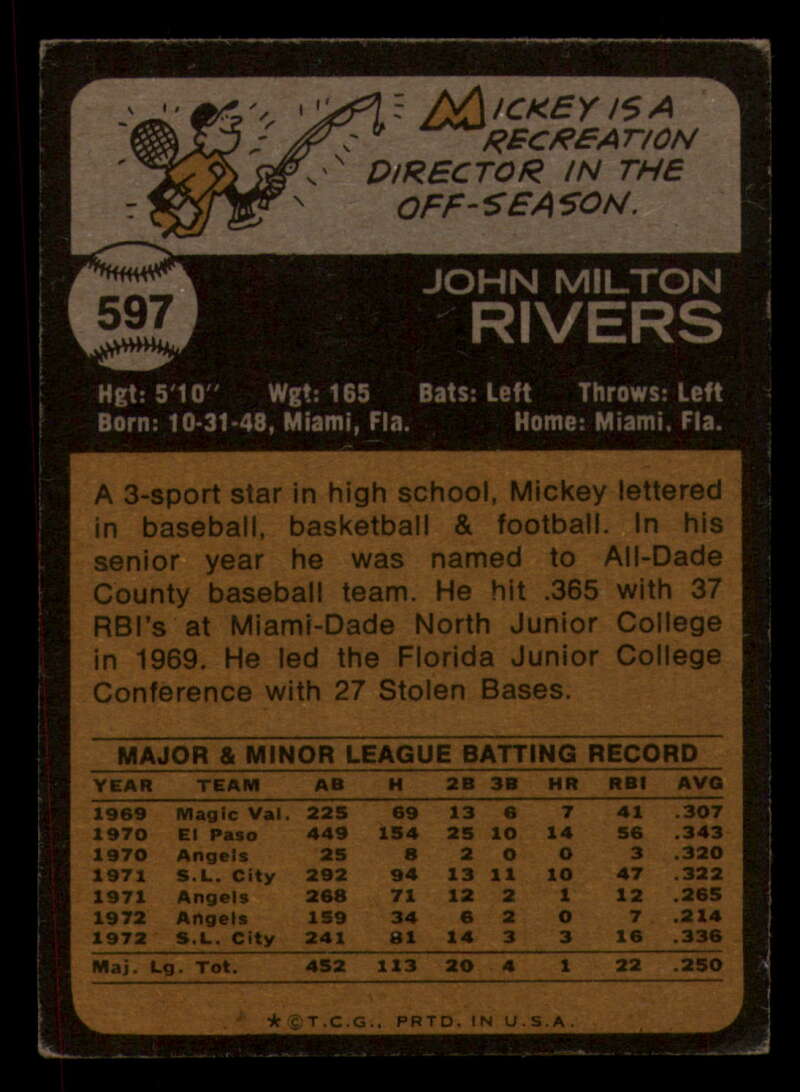 MICKEY IS A
RECREATION
DIRECTOR IN THE
OFF-SEASON.
597
JOHN MILTON
RIVERS
Hgt: 5'10" Wgt: 165 Bats: Left Throws: Left
Born: 10-31-48, Miami, Fla. Home: Miami, Fla.
A 3-sport star in high school, Mickey lettered
in baseball, basketball & football. In his
senior year he was named to All-Dade
County baseball team. He hit .365 with 37
RBI's at Miami-Dade North Junior College
in 1969. He led the Florida Junior College
Conference with 27 Stolen Bases.
MAJOR & MINOR LEAGUE BATTING RECORD
YEAR TEAM AB H 2B 3B HR RBI AVG
1969 Magic Val. 225 69 13 6 7 41 .307
1970 El Paso 449 154 25 10 14 56 .343
1970 Angels 25 8 2 0 0 3 .320
1971 S.L. City 292 94 13 11 10 47 .322
1971 Angels 268 71 12 2 1 12 .265
1972 Angels 159 34 6 2 0 7 .214
1972 S.L. City 241 81 14 3 3 16 .336
Maj. Lg. Tot. 452 113 20 4 1 22 .250
*©T.C.G., PRTD. IN U.S.A.